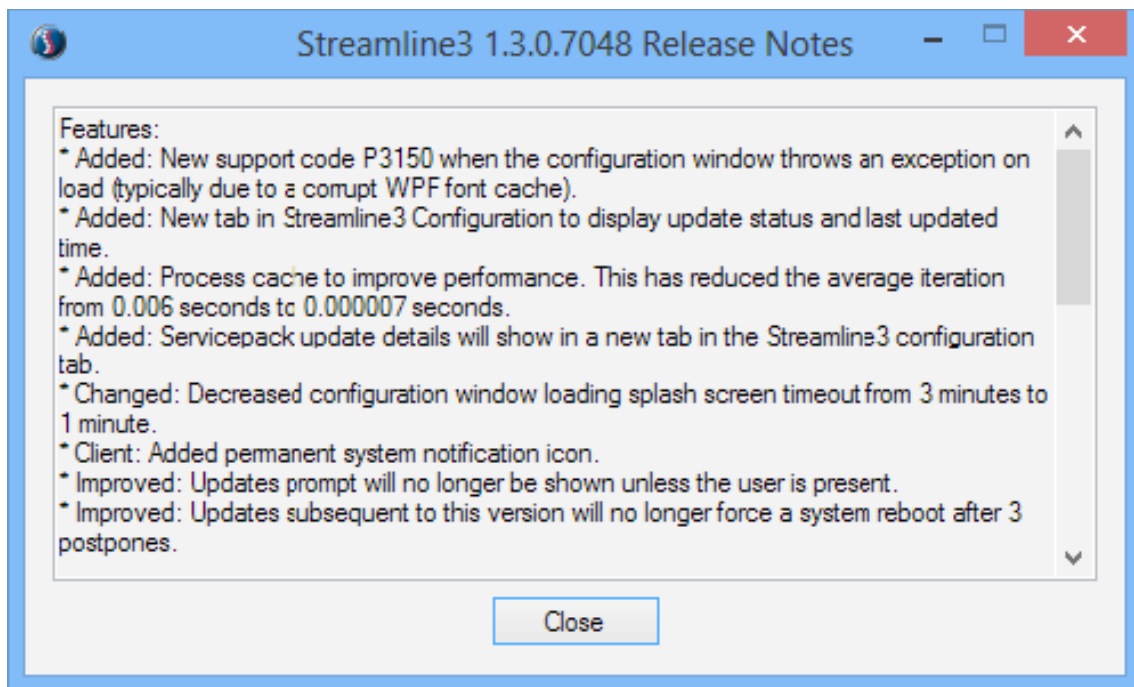 Streamline3 1.3.0.7048 Release Notes
Features:
* Added: New support code P3150 when the configuration window throws an exception on
load (typically due to a corrupt WPF font cache).
* Added: New tab in Streamline3 Configuration to display update status and last updated
time.
* Added: Process cache to improve performance. This has reduced the average iteration
from 0.006 seconds to 0.000007 seconds.
* Added: Servicepack update details will show in a new tab in the Streamline3 configuration
tab.
* Changed: Decreased configuration window loading splash screen timeout from 3 minutes to
1 minute.
* Client: Added permanent system notification icon.
* Improved: Updates prompt will no longer be shown unless the user is present.
* Improved: Updates subsequent to this version will no longer force a system reboot after 3
postpones.
Close